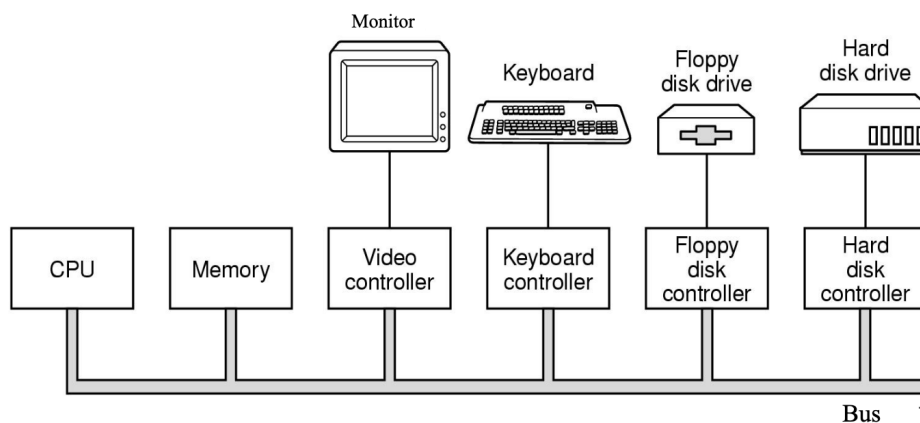 Monitor
Keyboard
Floppy
disk drive
Hard
disk drive
CPU
Memory
Video
controller
Keyboard
controller
Floppy
disk
controller
Hard
disk
controller
Bus